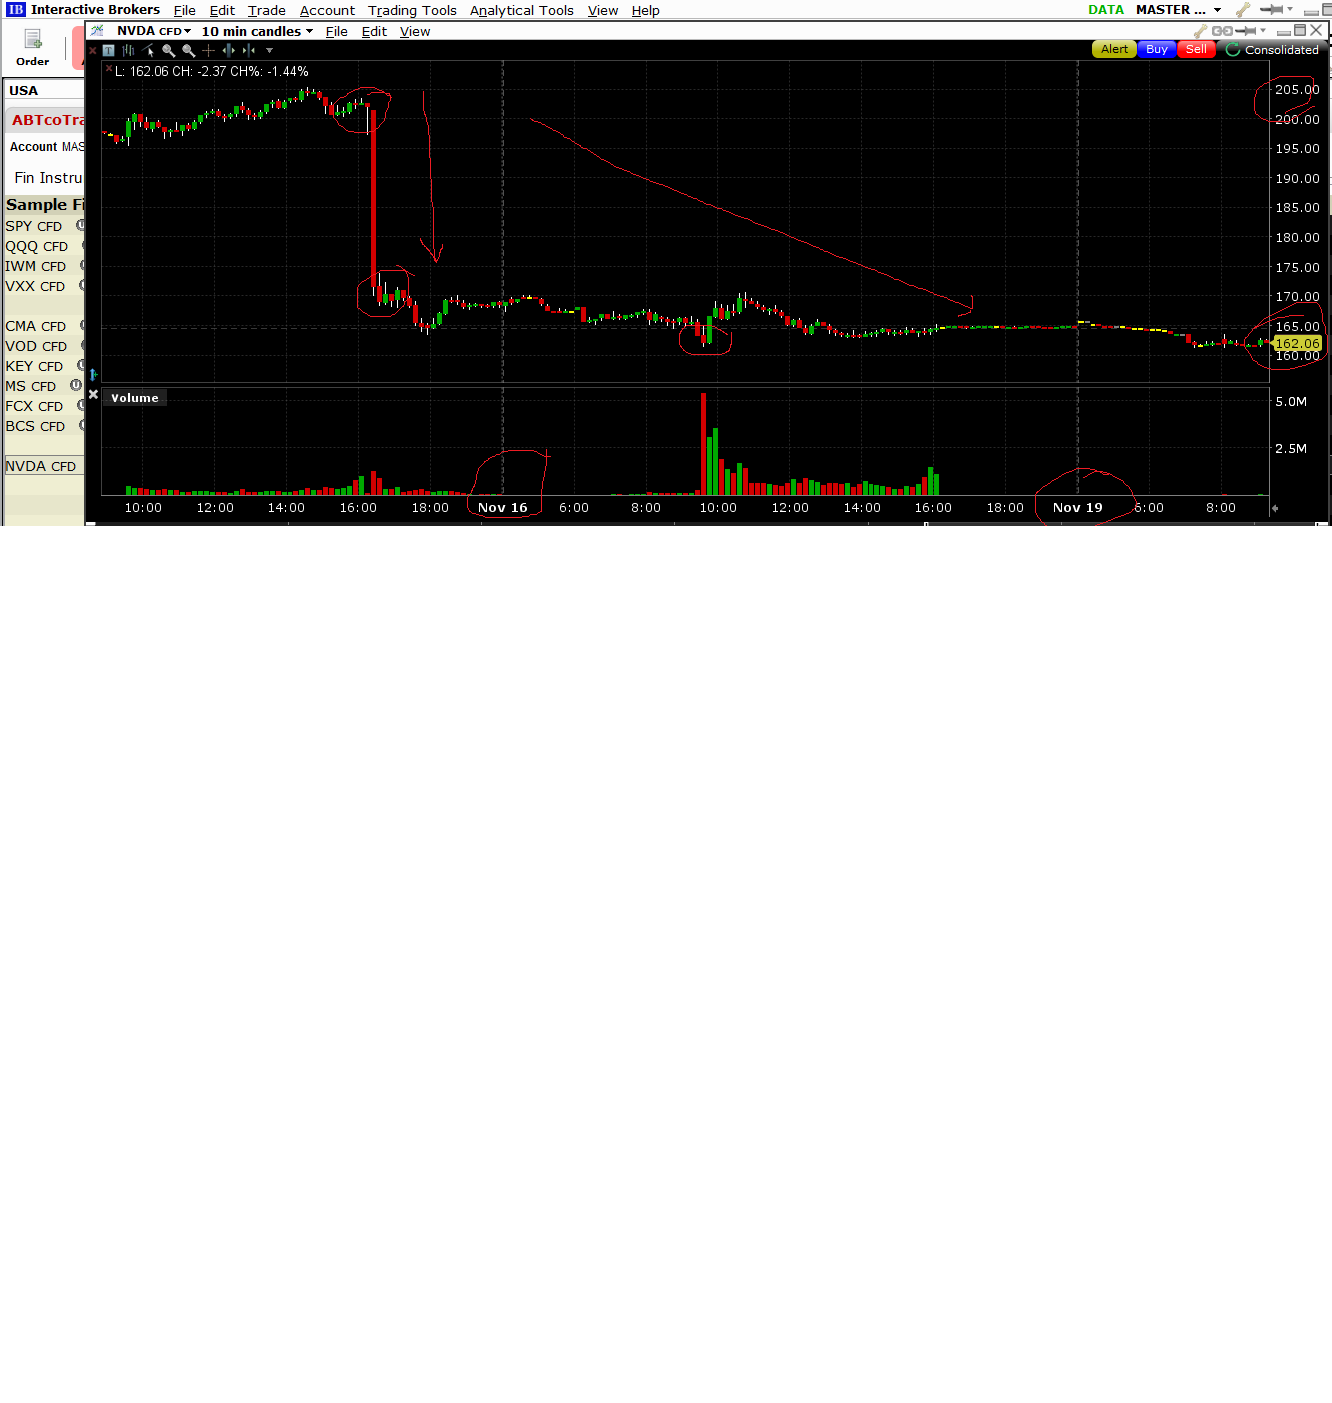 IB Interactive Brokers File Edit Trade Account Trading Tools Analytical Tools View Help DATA MASTER ...
NVDA CFD 10 min candles File Edit View
Order
Alert Buy Sell Consolidated
L: 162.06 CH: -2.37 CH%: -1.44%
USA
ABTcoTra
Account MAS
Fin Instru
Sample Fi
SPY CFD
QQQ CFD
IWM CFD
VXX CFD
CMA CFD
VOD CFD
KEY CFD
MS CFD
FCX CFD
BCS CFD
NVDA CFD
205.00
200.00
195.00
190.00
185.00
180.00
175.00
170.00
165.00
162.06
160.00
Volume
5.0M
2.5M
10:00 12:00 14:00 16:00 18:00 Nov 16 6:00 8:00 10:00 12:00 14:00 16:00 18:00 Nov 19 6:00 8:00